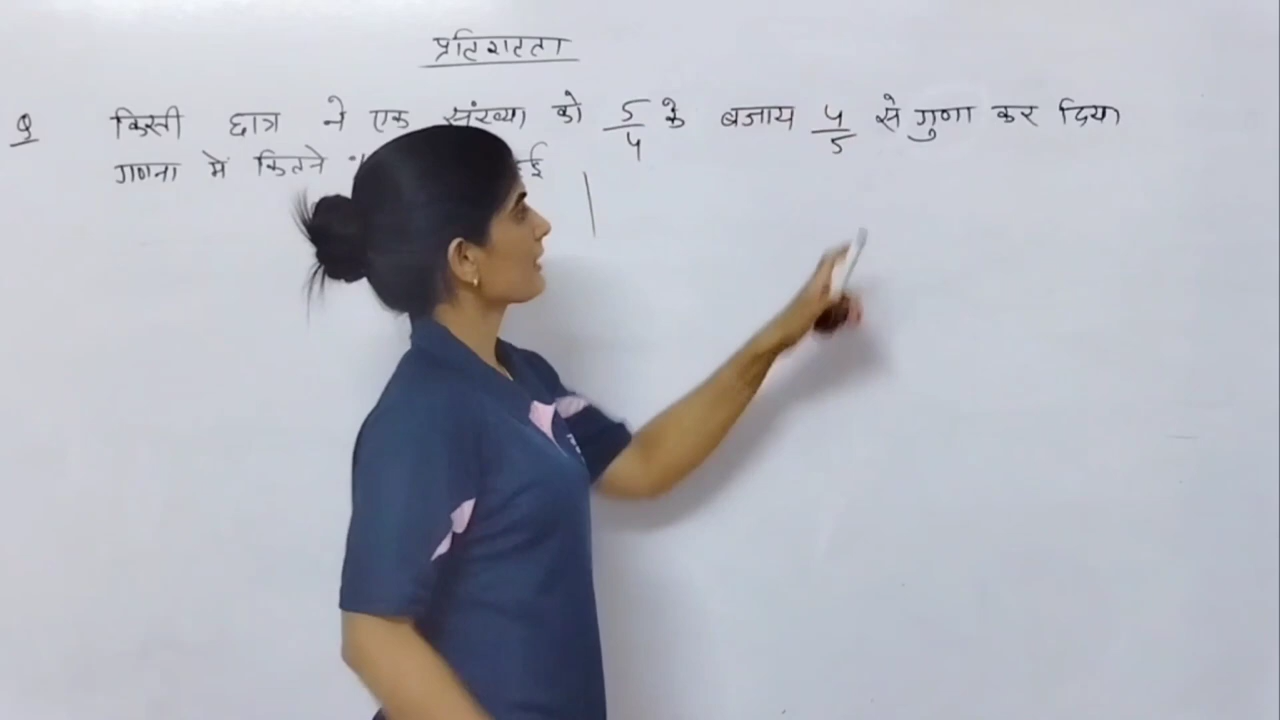 प्रतिशतता
Q किसी छात्र ने एक संख्या को 5/4 के बजाय 4/5 से गुणा कर दिया
गणना में कितने ई